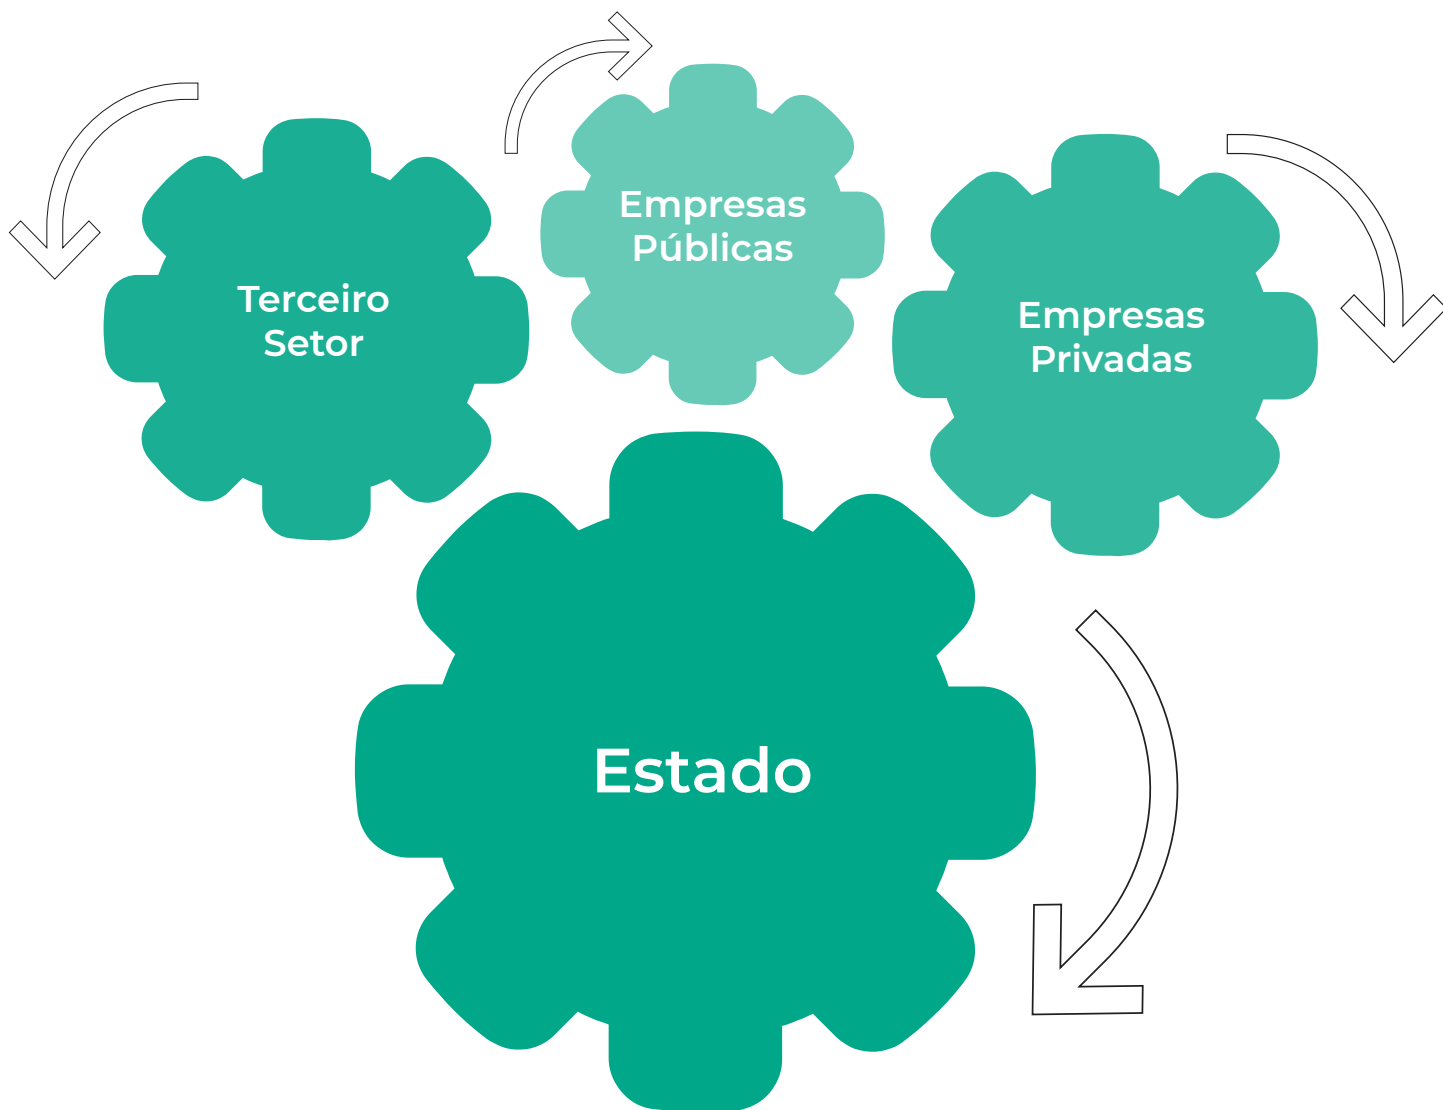 Terceiro
Setor
Empresas
Públicas
Empresas
Privadas
Estado